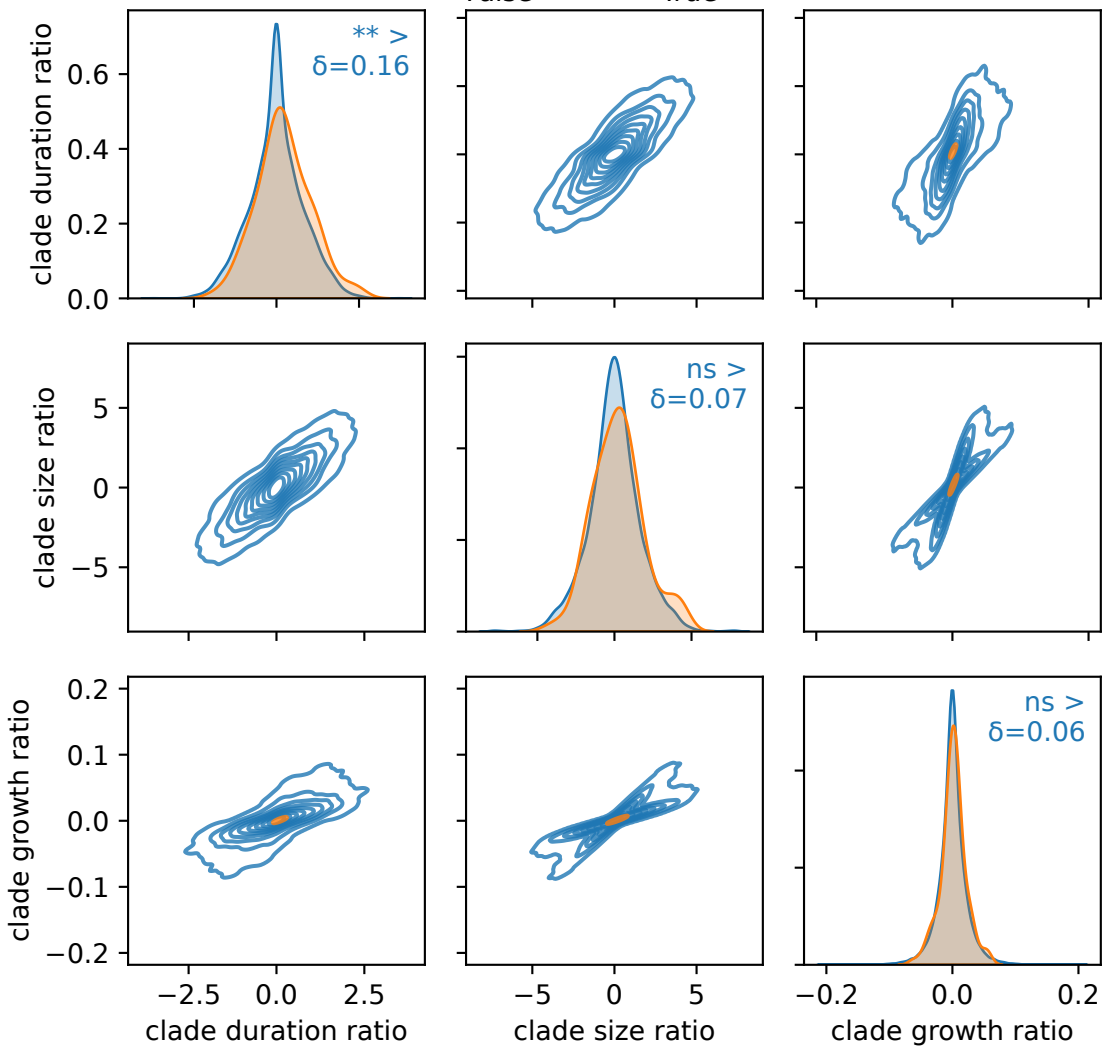 clade duration ratio
0.6
0.4
0.2
0.0
** >
δ=0.16
clade size ratio
5
0
−5
ns >
δ=0.07
clade growth ratio
0.2
0.1
0.0
−0.1
−0.2
ns >
δ=0.06
−2.5 0.0 2.5
−5 0 5
−0.2 0.0 0.2
clade duration ratio
clade size ratio
clade growth ratio